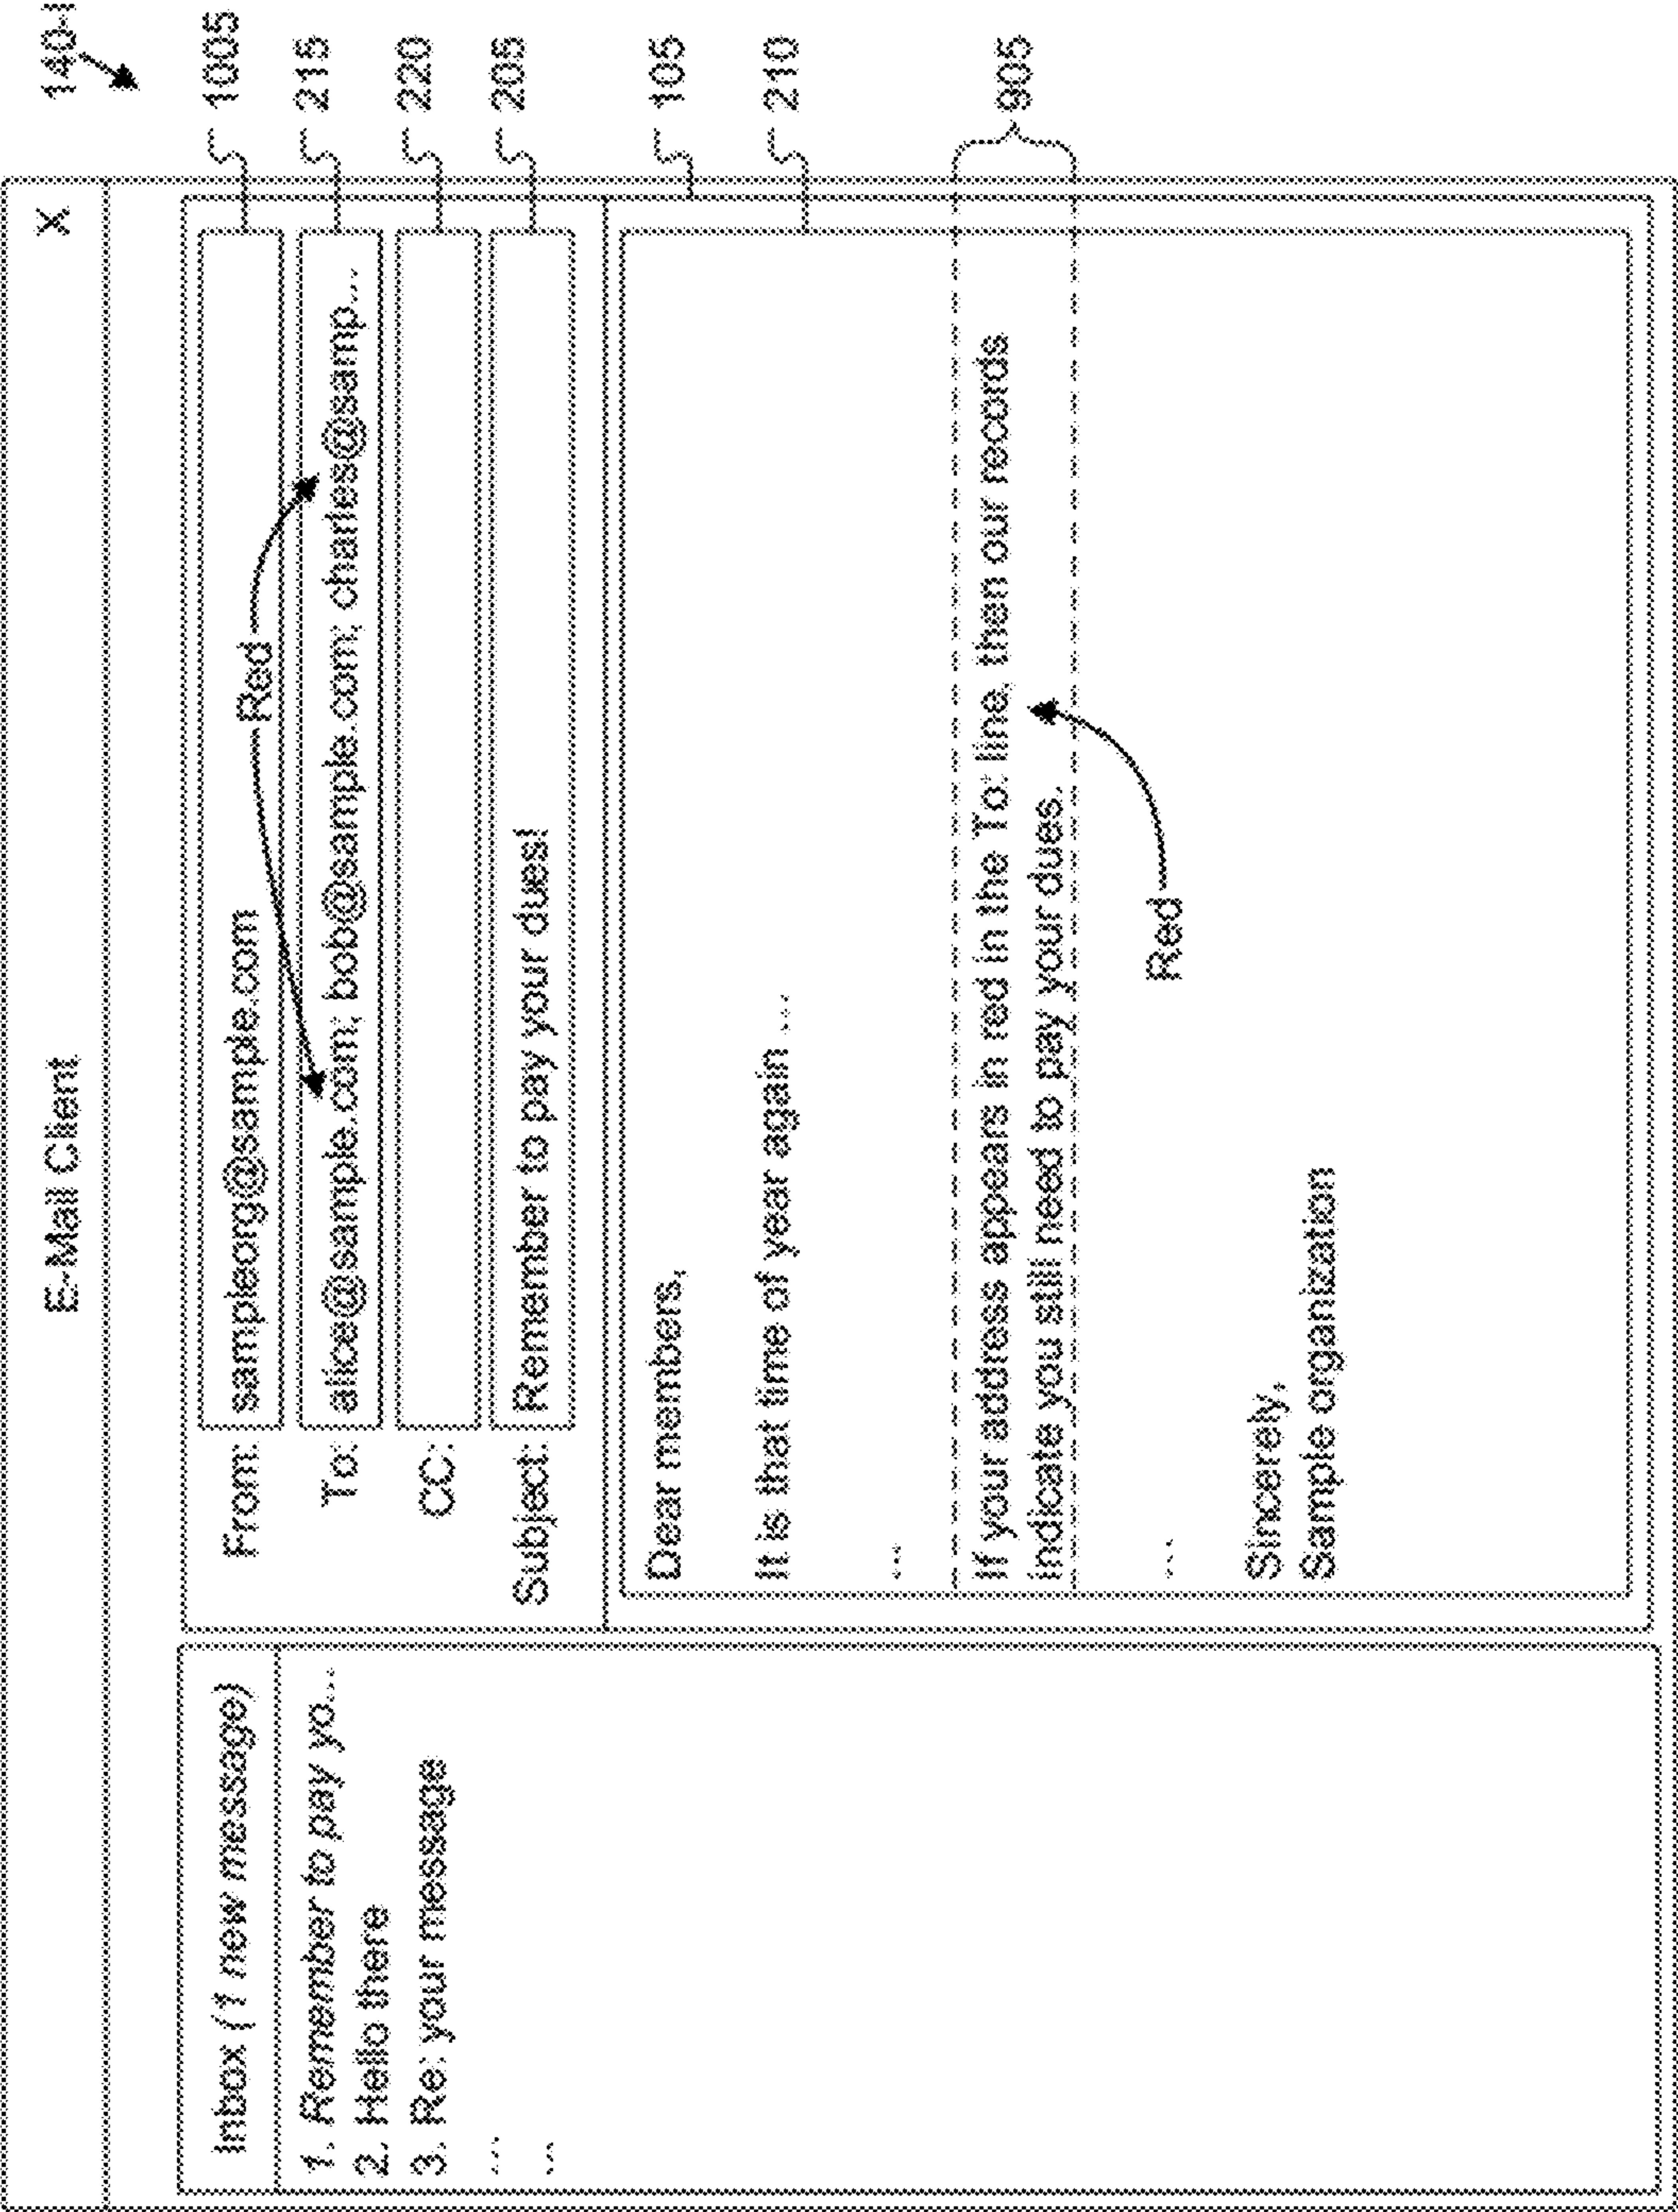 140-I
E-Mail Client
X
Inbox (1 new message)
1. Remember to pay yo...
2. Hello there
3. Re: your message
...
...
From: sampleorg@sample.com
1005
Red
To: alice@sample.com; bob@sample.com; charles@samp...
215
CC:
220
Subject: Remember to pay your dues!
205
105
Dear members,
210
It is that time of year again ...
...
905
If your address appears in red in the To: line, then our records
indicate you still need to pay your dues.
Red
...
Sincerely,
Sample organization